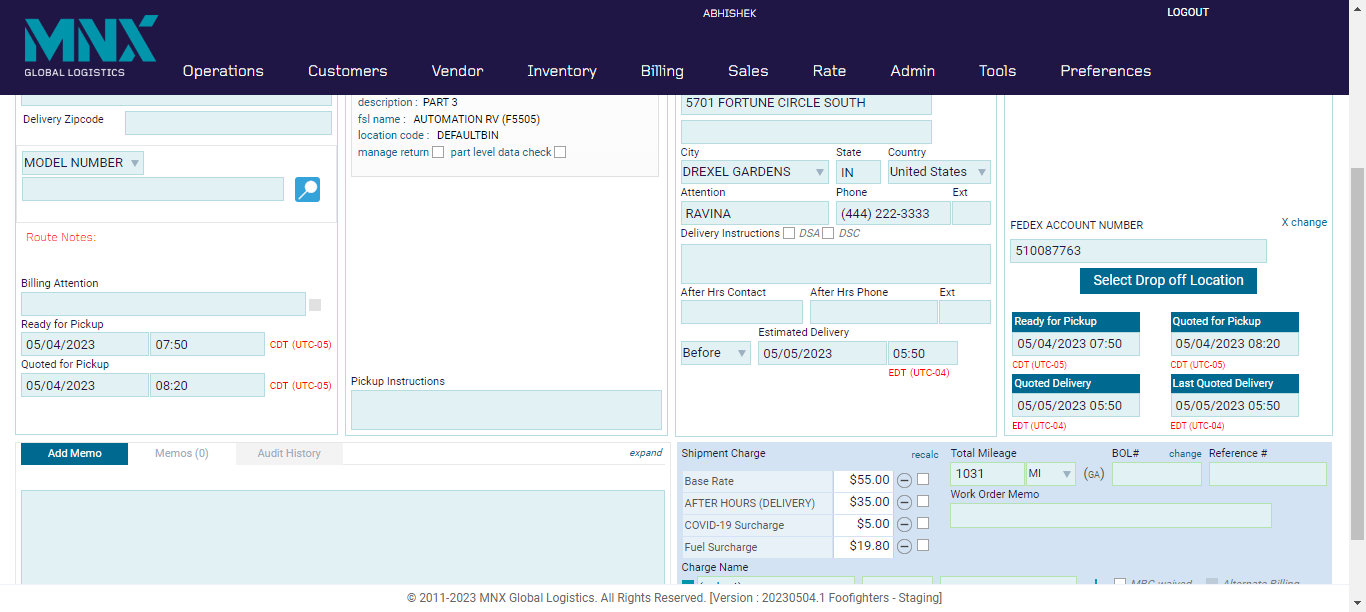 ABHISHEK
LOGOUT
MNX
GLOBAL LOGISTICS
Operations Customers Vendor Inventory Billing Sales Rate Admin Tools Preferences
Delivery Zipcode
MODEL NUMBER
Route Notes:
Billing Attention
Ready for Pickup
05/04/2023 07:50 CDT (UTC-05)
Quoted for Pickup
05/04/2023 08:20 CDT (UTC-05)
description : PART 3
fsl name : AUTOMATION RV (F5505)
location code : DEFAULTBIN
manage return part level data check
Pickup Instructions
5701 FORTUNE CIRCLE SOUTH
City State Country
DREXEL GARDENS IN United States
Attention Phone Ext
RAVINA (444) 222-3333
Delivery Instructions DSA DSC
After Hrs Contact After Hrs Phone Ext
Estimated Delivery
Before 05/05/2023 05:50
EDT (UTC-04)
FEDEX ACCOUNT NUMBER X change
510087763
Select Drop off Location
Ready for Pickup Quoted for Pickup
05/04/2023 07:50 05/04/2023 08:20
CDT (UTC-05) CDT (UTC-05)
Quoted Delivery Last Quoted Delivery
05/05/2023 05:50 05/05/2023 05:50
EDT (UTC-04) EDT (UTC-04)
Add Memo Memos (0) Audit History expand
Shipment Charge recalc
Base Rate $55.00
AFTER HOURS (DELIVERY) $35.00
COVID-19 Surcharge $5.00
Fuel Surcharge $19.80
Charge Name
Total Mileage BOL# change Reference #
1031 MI (GA)
Work Order Memo
MBG waived Alternate Billing
© 2011-2023 MNX Global Logistics. All Rights Reserved. [Version : 20230504.1 Foofighters - Staging]